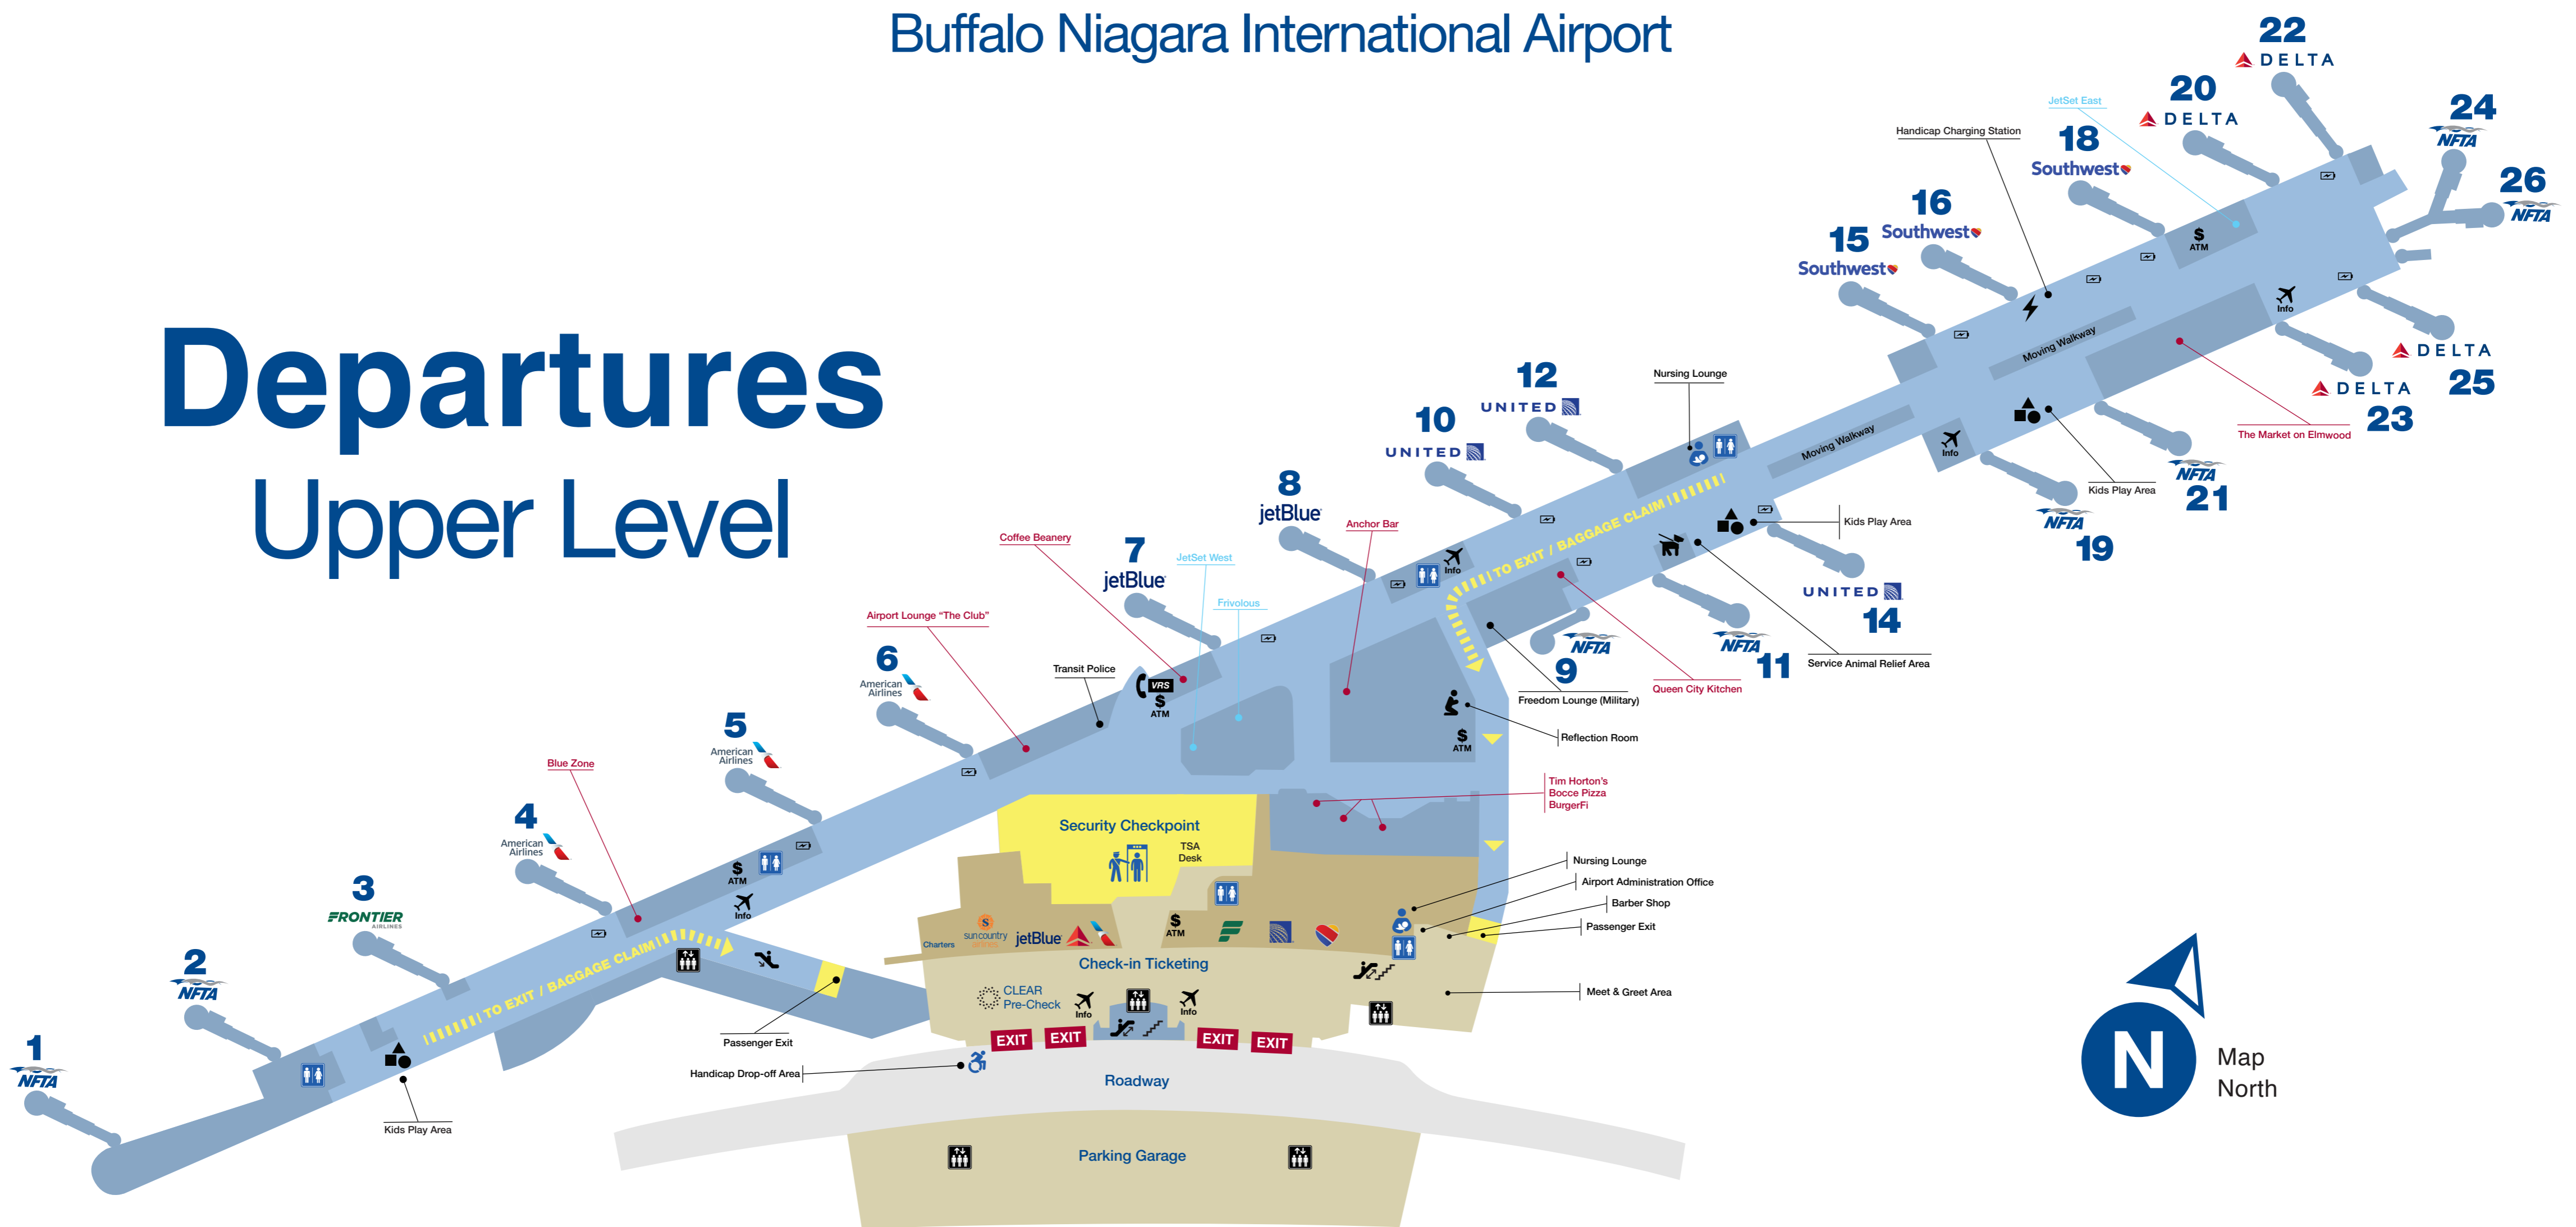 Buffalo Niagara International Airport
Departures
Upper Level
22
DELTA
20
DELTA
24
NFTA
26
NFTA
JetSet East
Handicap Charging Station
18
Southwest
16
Southwest
15
Southwest
$
ATM
Info
Moving Walkway
DELTA
25
DELTA
23
The Market on Elmwood
12
UNITED
10
UNITED
Nursing Lounge
Moving Walkway
Info
Kids Play Area
NFTA
21
NFTA
19
8
jetBlue
Anchor Bar
TO EXIT / BAGGAGE CLAIM
Kids Play Area
Info
Coffee Beanery
7
jetBlue
JetSet West
Frivolous
UNITED
14
Service Animal Relief Area
NFTA
11
NFTA
9
Queen City Kitchen
Freedom Lounge (Military)
Airport Lounge “The Club”
6
American
Airlines
Transit Police
VRS
$
ATM
Reflection Room
$
ATM
5
American
Airlines
Blue Zone
Tim Horton's
Bocce Pizza
BurgerFi
4
American
Airlines
Security Checkpoint
TSA
Desk
$
ATM
Info
3
FRONTIER
AIRLINES
Nursing Lounge
Airport Administration Office
Barber Shop
Passenger Exit
Charters
S
sun country
airlines
jetBlue
$
ATM
Check-in Ticketing
TO EXIT / BAGGAGE CLAIM
2
NFTA
CLEAR
Pre-Check
Info
Info
Meet & Greet Area
Passenger Exit
EXIT
EXIT
EXIT
EXIT
1
NFTA
Handicap Drop-off Area
Roadway
Kids Play Area
Parking Garage
N
Map
North